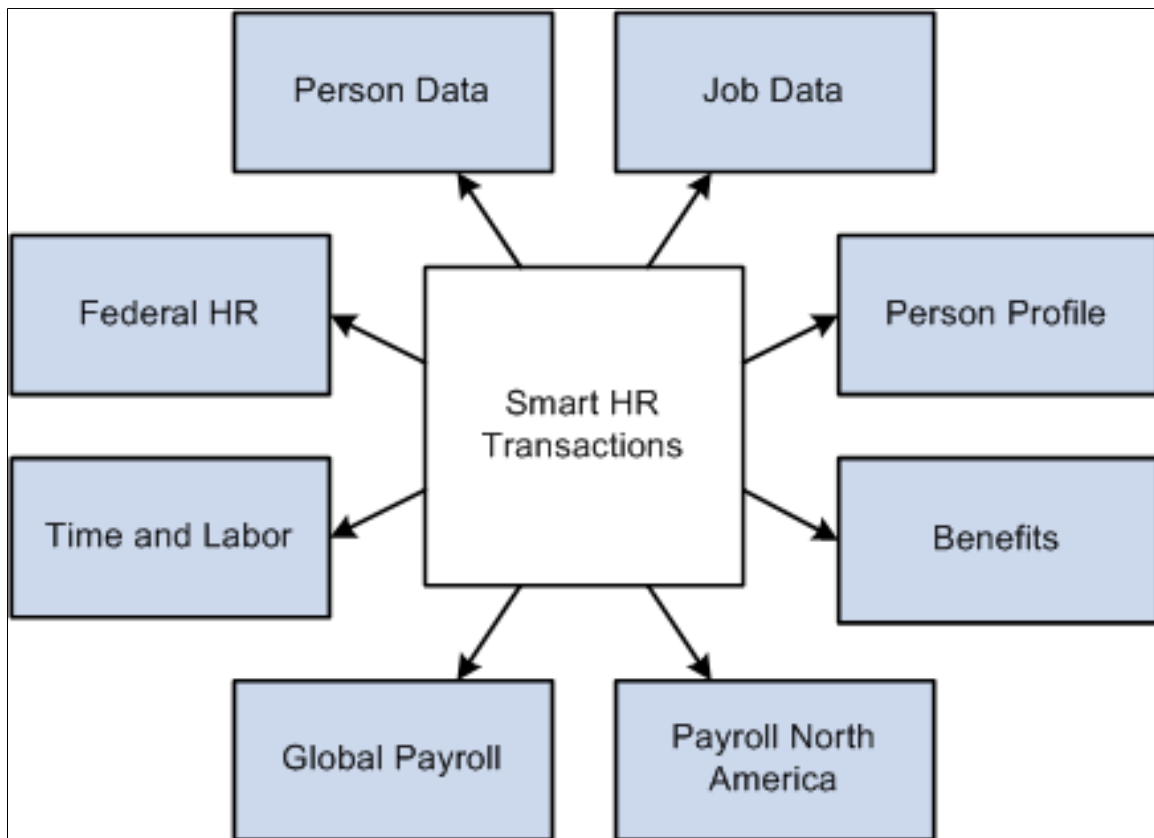 Person Data
Job Data
Federal HR
Person Profile
Smart HR
Transactions
Time and Labor
Benefits
Global Payroll
Payroll North
America